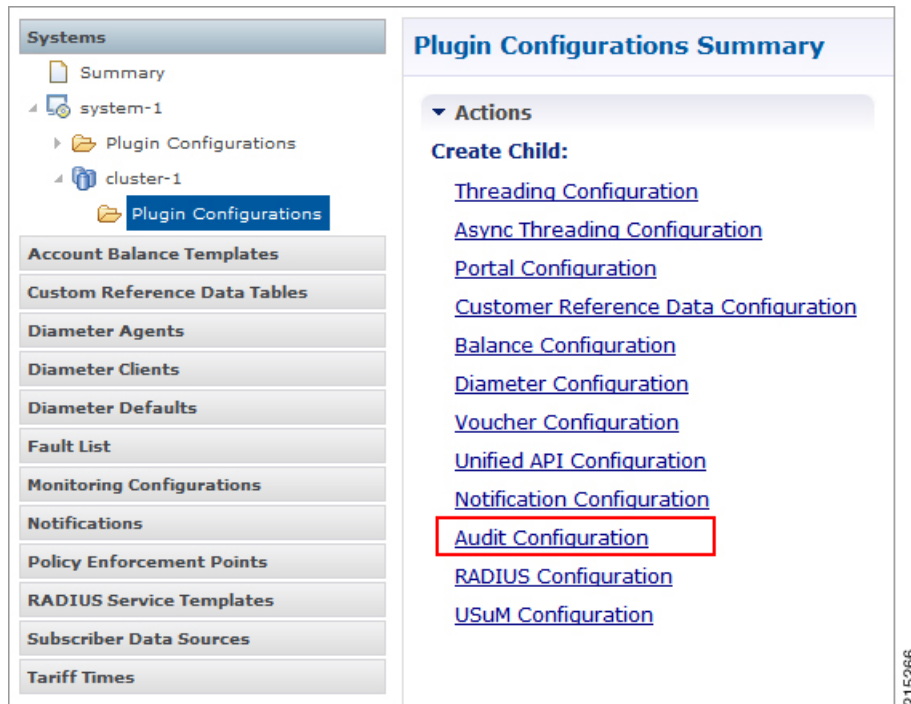 Systems
Summary
system-1
Plugin Configurations
cluster-1
Plugin Configurations
Account Balance Templates
Custom Reference Data Tables
Diameter Agents
Diameter Clients
Diameter Defaults
Fault List
Monitoring Configurations
Notifications
Policy Enforcement Points
RADIUS Service Templates
Subscriber Data Sources
Tariff Times
Plugin Configurations Summary
Actions
Create Child:
Threading Configuration
Async Threading Configuration
Portal Configuration
Customer Reference Data Configuration
Balance Configuration
Diameter Configuration
Voucher Configuration
Unified API Configuration
Notification Configuration
Audit Configuration
RADIUS Configuration
USuM Configuration